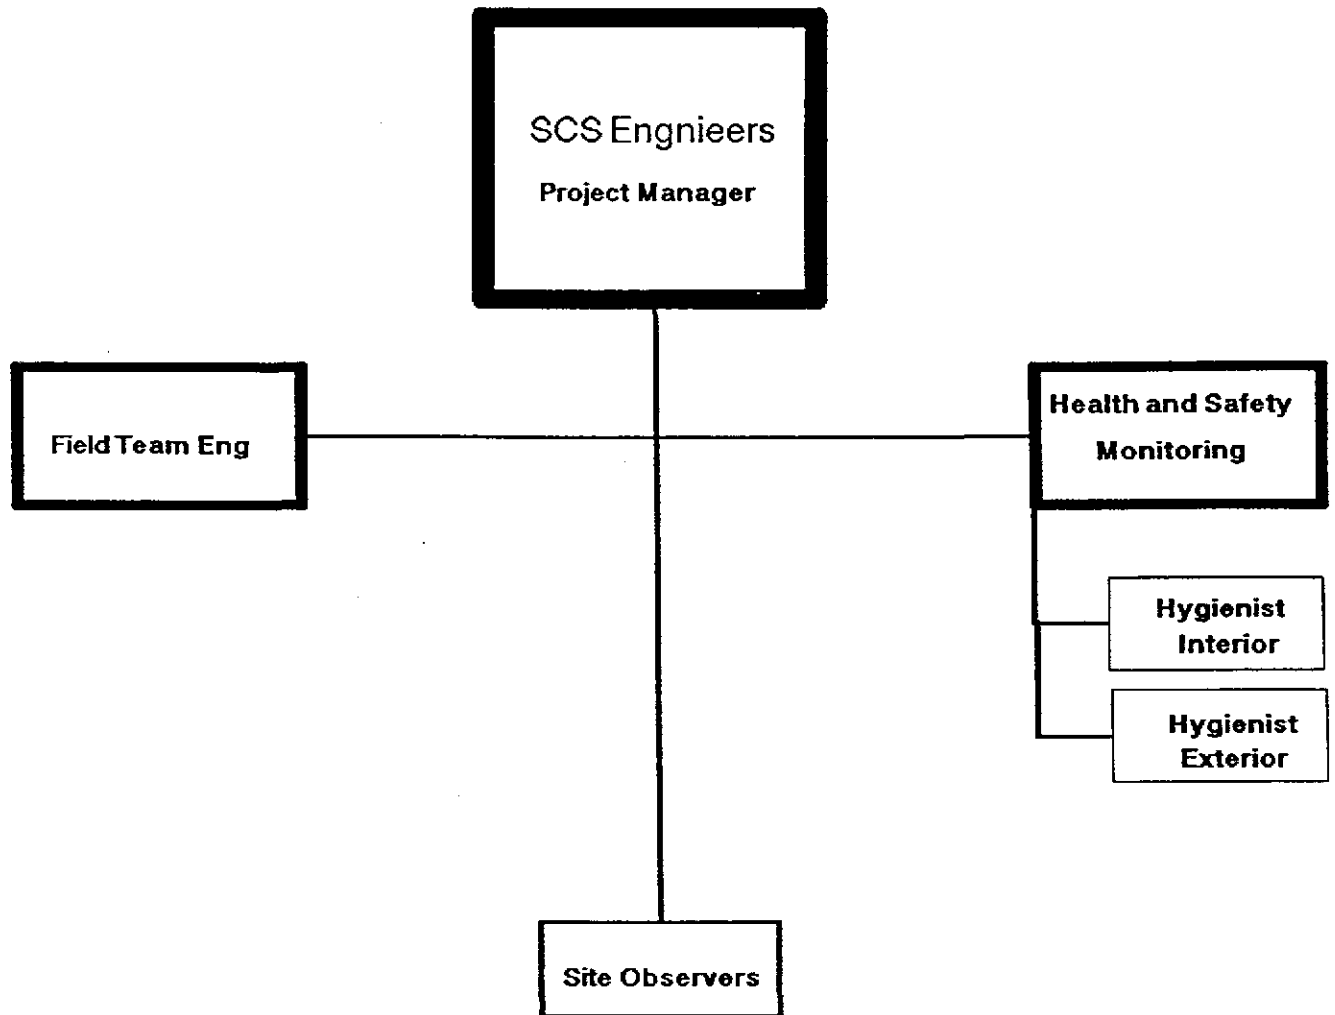 SCS Engnieers
Project Manager
Field Team Eng
Health and Safety
Monitoring
Hygienist
Interior
Hygienist
Exterior
Site Observers